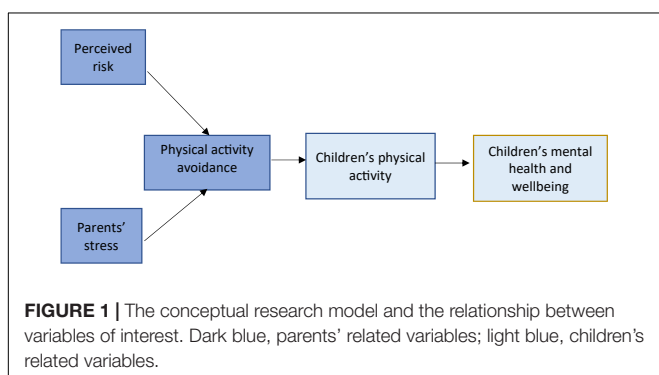 Perceived
risk
Physical activity
avoidance
Children's physical
activity
Children's mental
health and
wellbeing
Parents'
stress
FIGURE 1 | The conceptual research model and the relationship between
variables of interest. Dark blue, parents' related variables; light blue, children's
related variables.